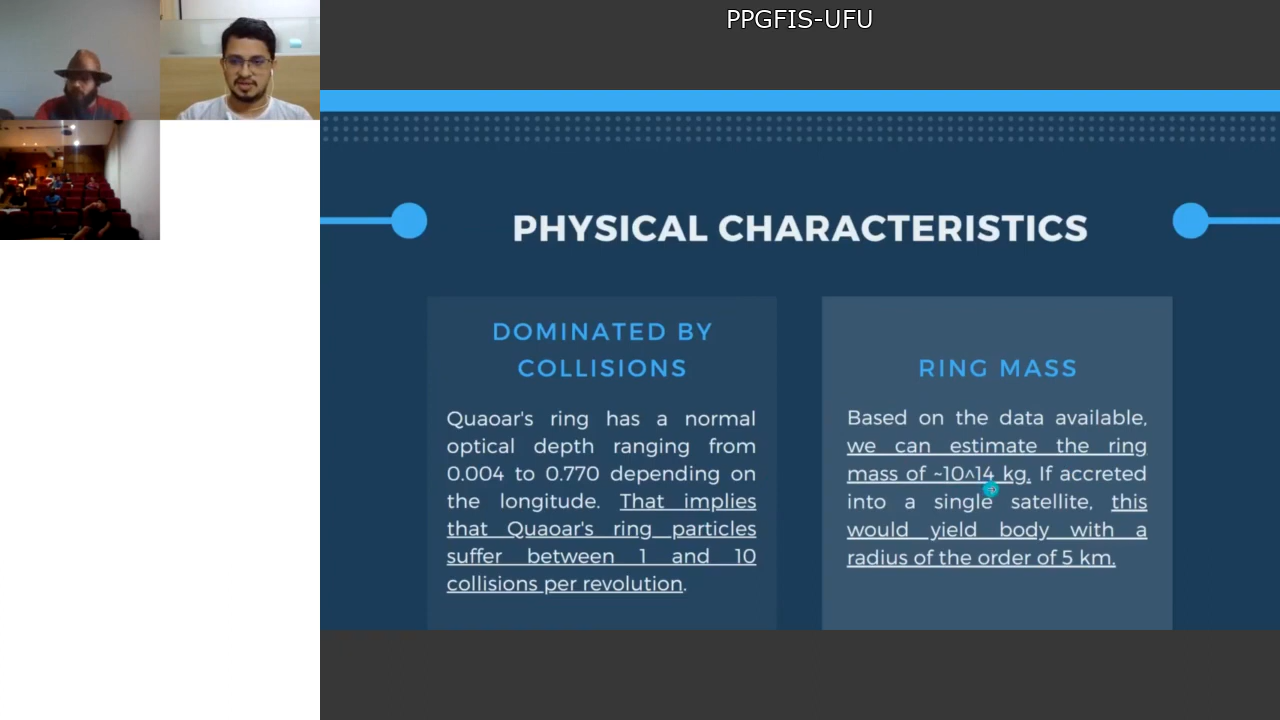 PPGFIS-UFU
PHYSICAL CHARACTERISTICS
DOMINATED BY
COLLISIONS
Quaoar's ring has a normal
optical depth ranging from
0.004 to 0.770 depending on
the longitude. That implies
that Quaoar's ring particles
suffer between 1 and 10
collisions per revolution.
RING MASS
Based on the data available,
we can estimate the ring
mass of ~10^14 kg. If accreted
into a single satellite, this
would yield body with a
radius of the order of 5 km.